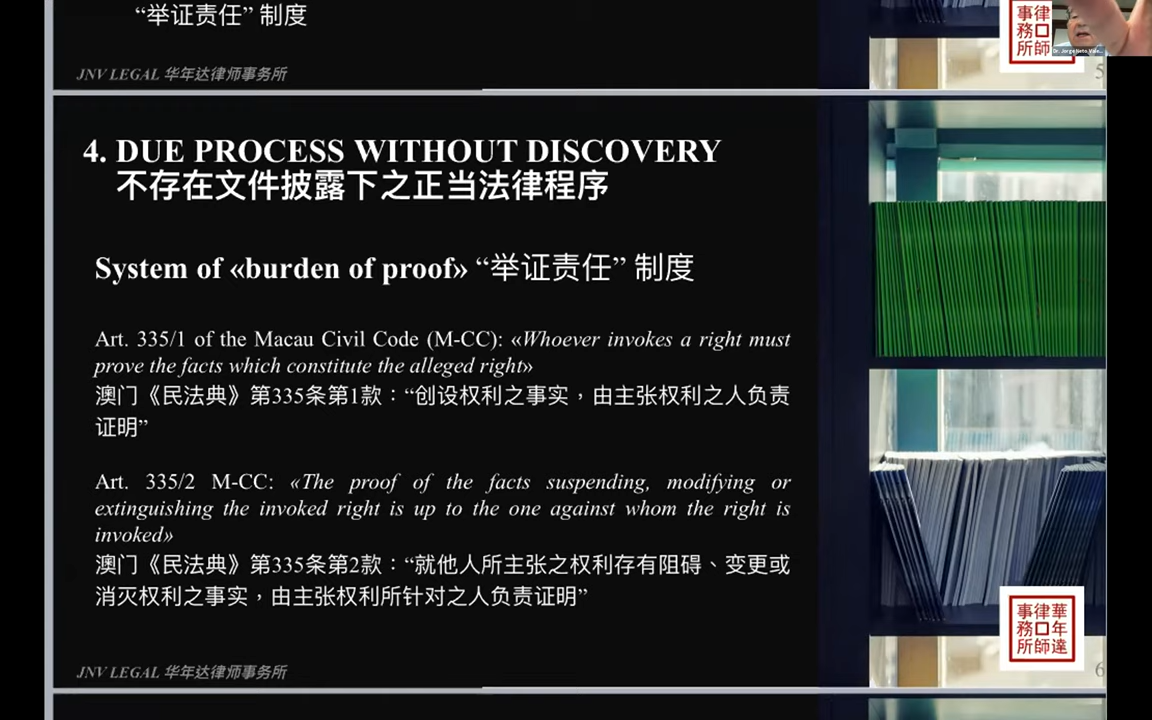 “举证责任” 制度
JNV LEGAL 华年达律师事务所
律師
事務所
Dr. Jorge Neto Vale...
5
4. DUE PROCESS WITHOUT DISCOVERY
不存在文件披露下之正当法律程序
System of «burden of proof» “举证责任” 制度
Art. 335/1 of the Macau Civil Code (M-CC): «Whoever invokes a right must
prove the facts which constitute the alleged right»
澳门《民法典》第335条第1款：“创设权利之事实，由主张权利之人负责
证明”
Art. 335/2 M-CC: «The proof of the facts suspending, modifying or
extinguishing the invoked right is up to the one against whom the right is
invoked»
澳门《民法典》第335条第2款：“就他人所主张之权利存有阻碍、变更或
消灭权利之事实，由主张权利所针对之人负责证明”
華年達
律師
事務所
JNV LEGAL 华年达律师事务所
6